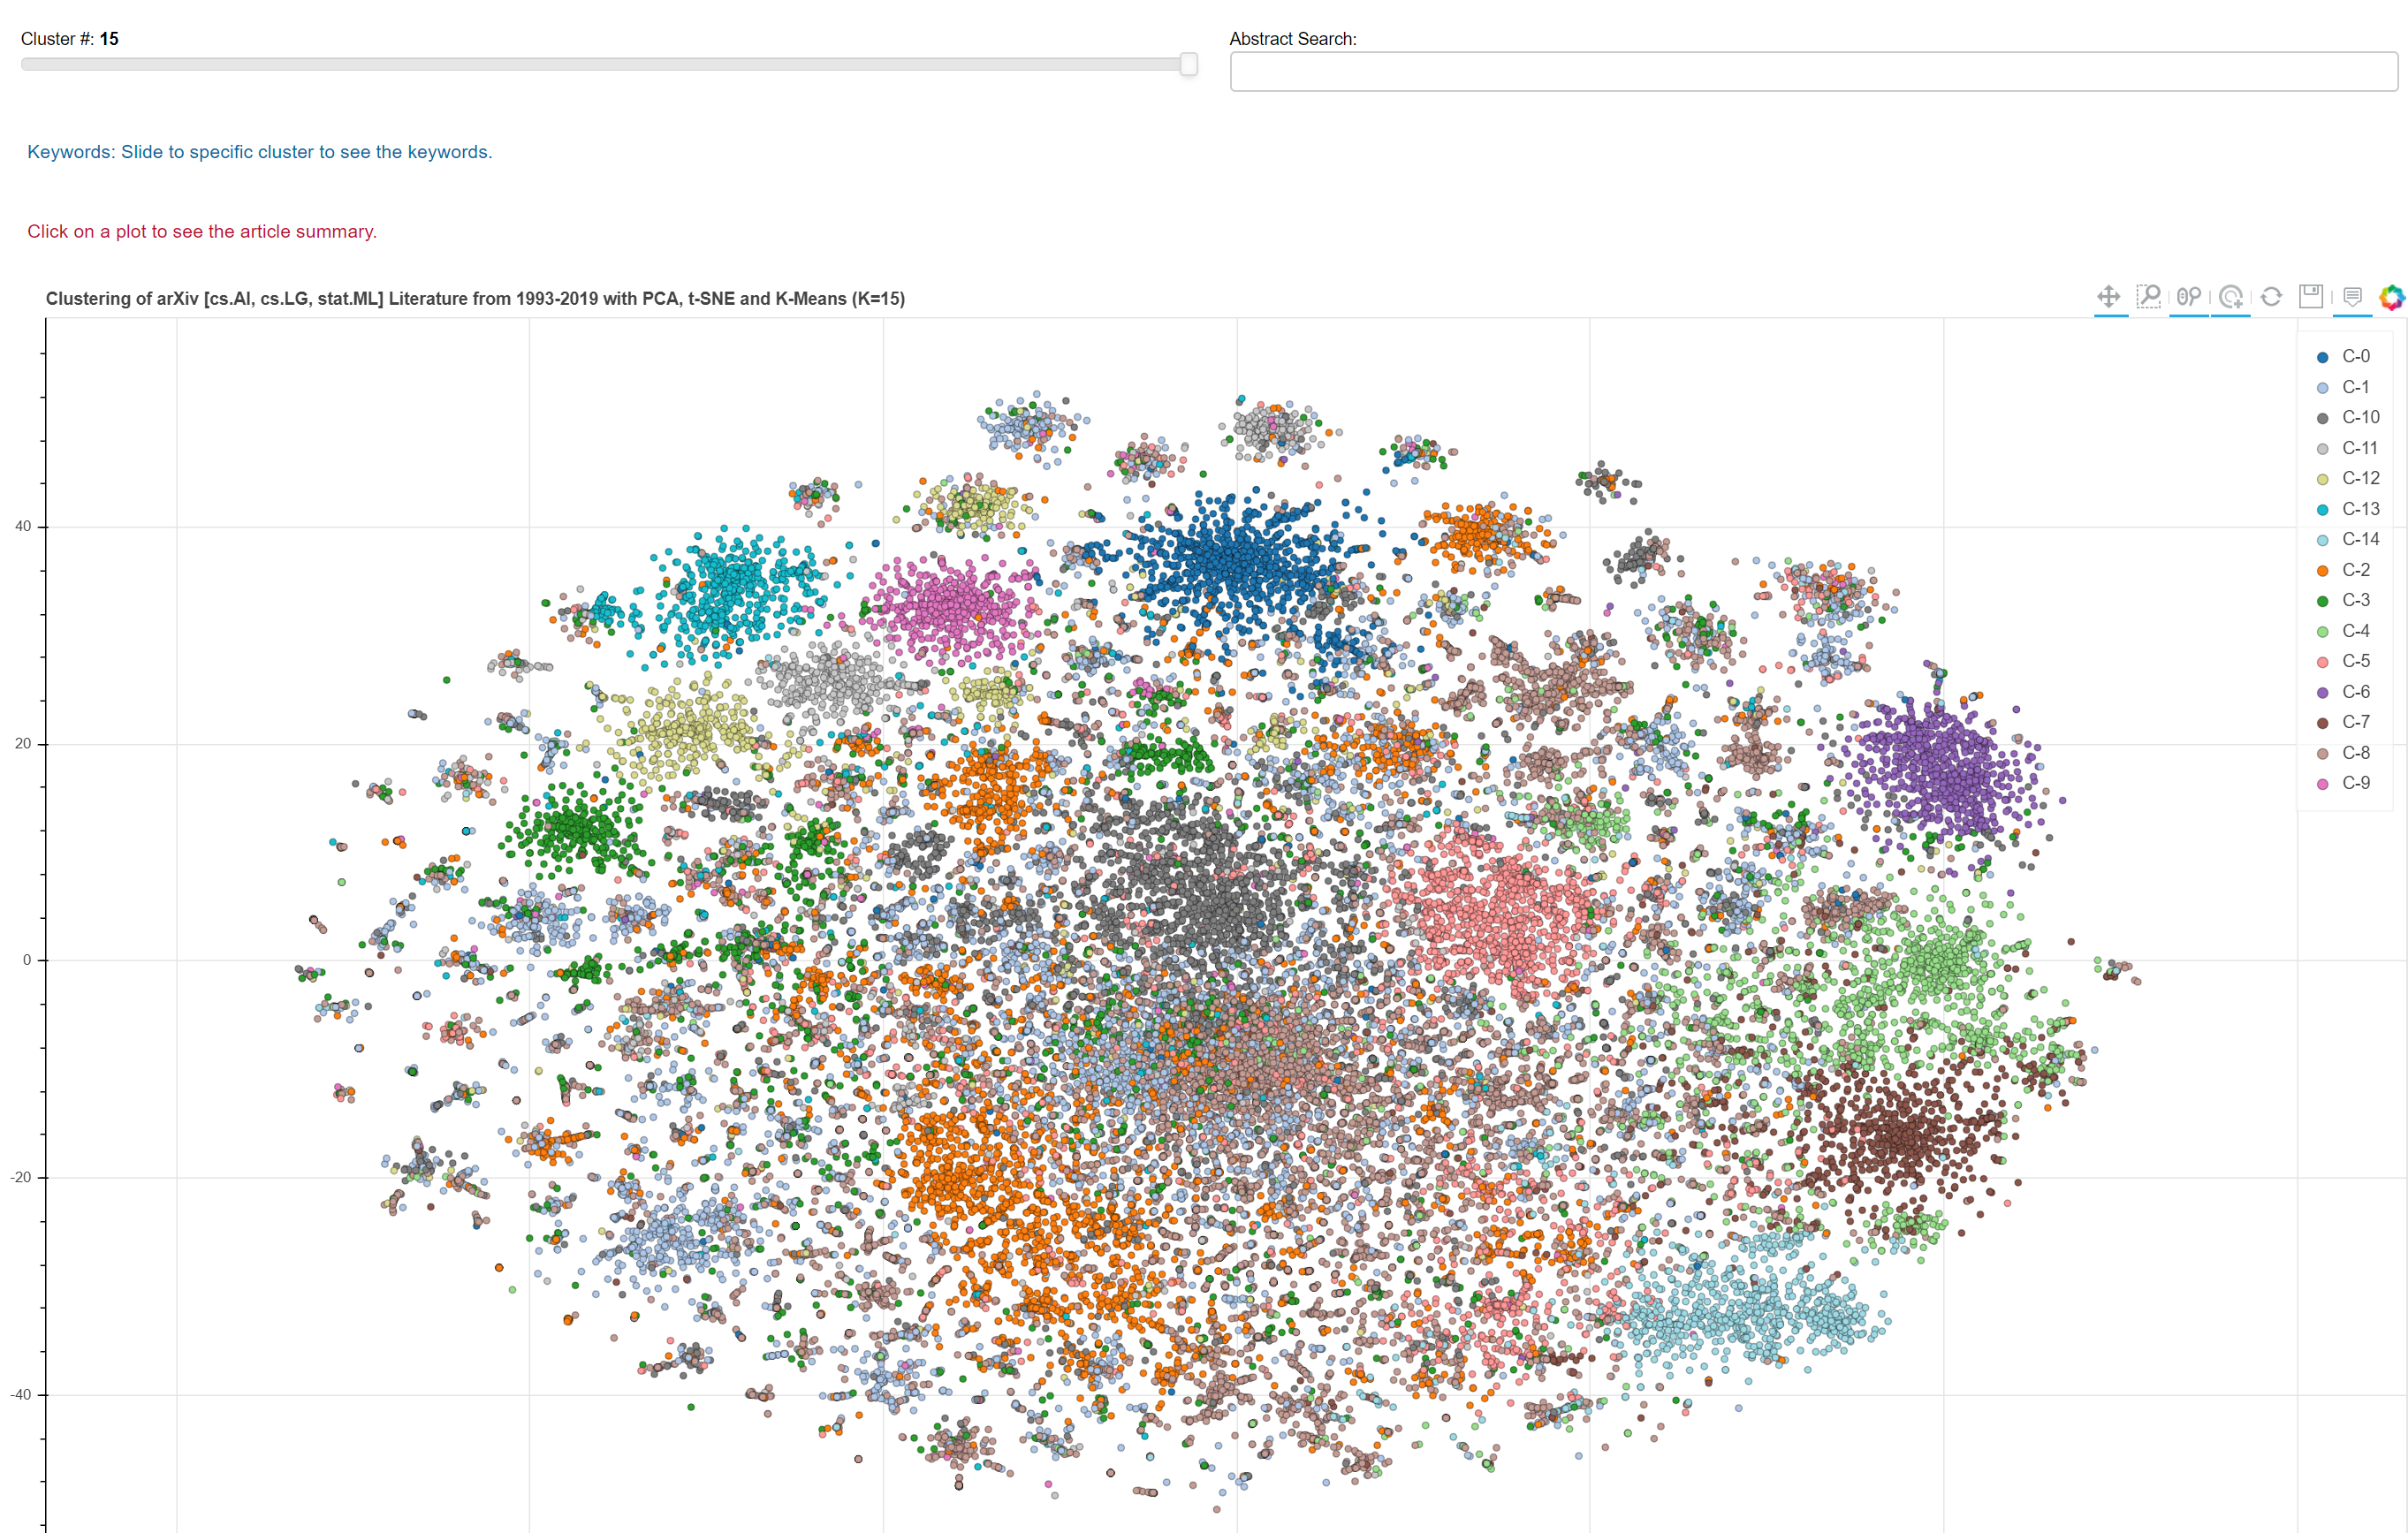 Cluster #: 15
Abstract Search:
Keywords: Slide to specific cluster to see the keywords.
Click on a plot to see the article summary.
Clustering of arXiv [cs.AI, cs.LG, stat.ML] Literature from 1993-2019 with PCA, t-SNE and K-Means (K=15)
C-0
C-1
C-10
C-11
C-12
C-13
C-14
C-2
C-3
C-4
C-5
C-6
C-7
C-8
C-9
40
20
0
-20
-40